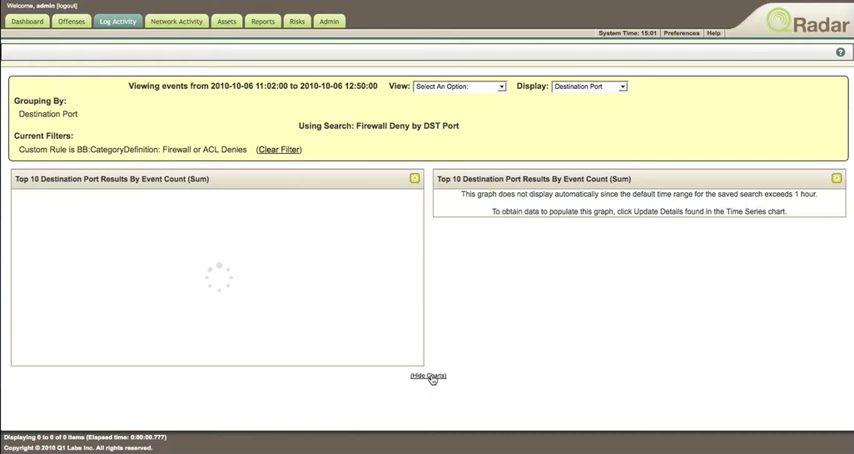 Welcome, admin [logout]
Dashboard Offenses Log Activity Network Activity Assets Reports Risks Admin
System Time: 15:01 Preferences Help
QRadar
Viewing events from 2010-10-06 11:02:00 to 2010-10-06 12:50:00 View: Select An Option: Display: Destination Port
Grouping By:
Destination Port
Using Search: Firewall Deny by DST Port
Current Filters:
Custom Rule is BB:CategoryDefinition: Firewall or ACL Denies (Clear Filter)
Top 10 Destination Port Results By Event Count (Sum)
Top 10 Destination Port Results By Event Count (Sum)
This graph does not display automatically since the default time range for the saved search exceeds 1 hour.
To obtain data to populate this graph, click Update Details found in the Time Series chart.
(Hide Charts)
Displaying 0 to 0 of 0 items (Elapsed time: 0:00:00.777)
Copyright © 2010 Q1 Labs Inc. All rights reserved.